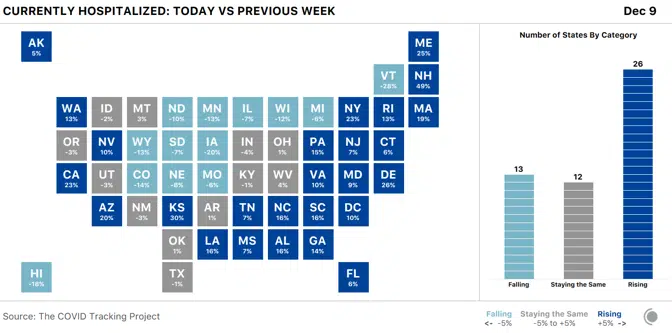 CURRENTLY HOSPITALIZED: TODAY VS PREVIOUS WEEK Dec 9
Number of States By Category
AK
5%
ME
25%
VT
-28%
NH
49%
WA
13%
ID
-2%
MT
3%
ND
-10%
MN
-13%
IL
-7%
WI
-12%
MI
-6%
NY
23%
RI
13%
MA
19%
OR
-3%
NV
10%
WY
-13%
SD
-7%
IA
-20%
IN
-4%
OH
1%
PA
15%
NJ
7%
CT
6%
CA
23%
UT
-3%
CO
-14%
NE
-8%
MO
-6%
KY
-1%
WV
4%
VA
10%
MD
9%
DE
26%
AZ
20%
NM
-3%
KS
30%
AR
1%
TN
7%
NC
16%
SC
16%
DC
10%
OK
1%
LA
16%
MS
7%
AL
16%
GA
14%
HI
-16%
TX
-1%
FL
6%
13
12
26
Falling
Staying the Same
Rising
Source: The COVID Tracking Project
Falling Staying the Same Rising
<- -5% -5% to +5% +5% ->